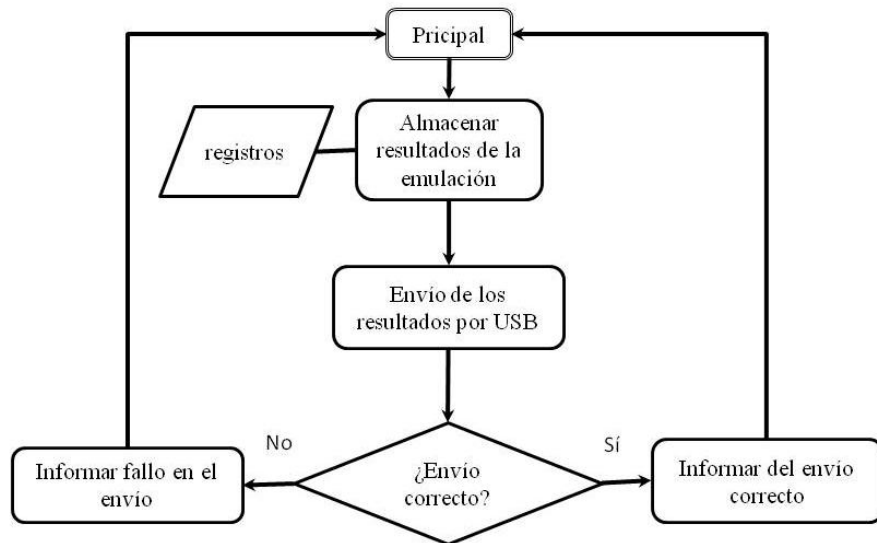 Pricipal
Almacenar
resultados de la
emulación
registros
Envío de los
resultados por USB
No
Sí
Informar fallo en el
envío
¿Envío
correcto?
Informar del envío
correcto